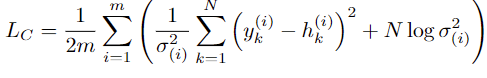 L_C = \frac{1}{2m} \sum_{i=1}^{m} \left( \frac{1}{\sigma_{(i)}^2} \sum_{k=1}^{N} \left( y_k^{(i)} - h_k^{(i)} \right)^2 + N \log \sigma_{(i)}^2 \right)